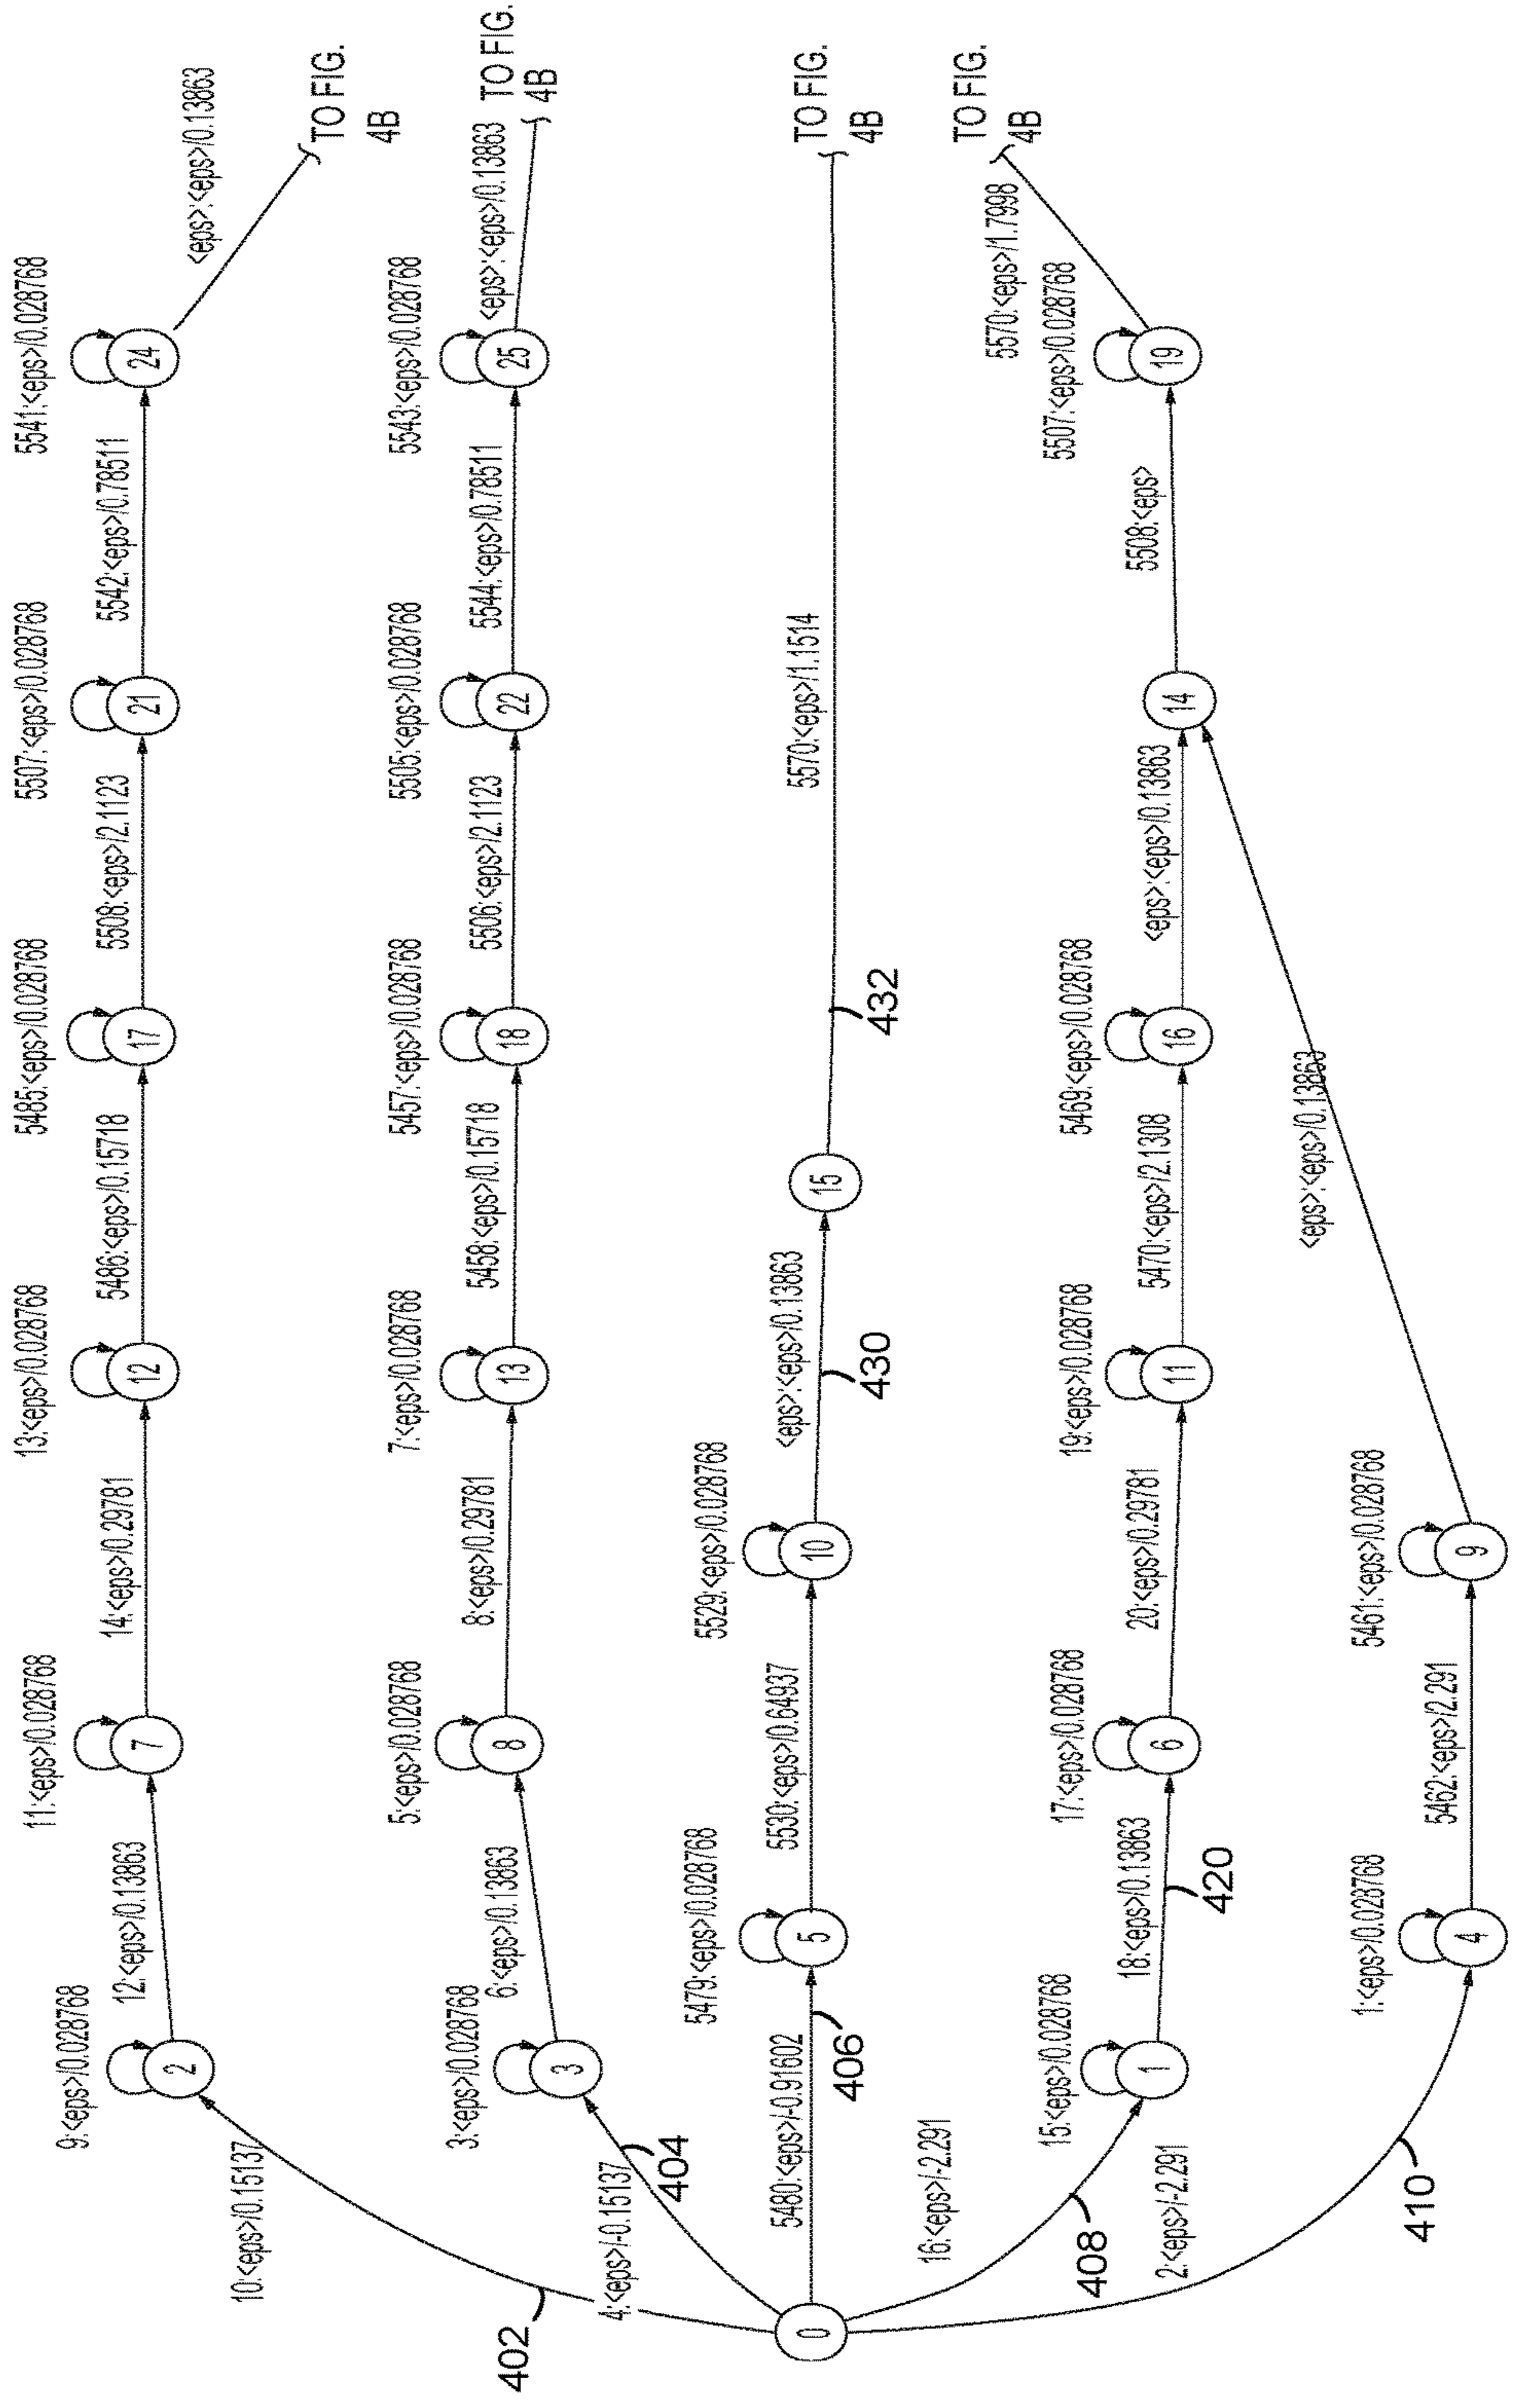 9:<eps>/0.028768
11:<eps>/0.028768
13:<eps>/0.028768
5485:<eps>/0.028768
5507:<eps>/0.028768
5541:<eps>/0.028768
10:<eps>/0.15137
2
12:<eps>/0.13863
7
14:<eps>/0.29781
12
5486:<eps>/0.15718
17
5508:<eps>/2.1123
21
5542:<eps>/0.78511
24
<eps>:<eps>/0.13863
TO FIG.
4B
402
3:<eps>/0.028768
5:<eps>/0.028768
7:<eps>/0.028768
5457:<eps>/0.028768
5505:<eps>/0.028768
5543:<eps>/0.028768
4:<eps>/-0.15137
404
3
6:<eps>/0.13863
8
8:<eps>/0.29781
13
5458:<eps>/0.15718
18
5506:<eps>/2.1123
22
5544:<eps>/0.78511
25
<eps>:<eps>/0.13863
TO FIG.
4B
0
5479:<eps>/0.028768
5529:<eps>/0.028768
5480:<eps>/-0.91602
406
5
5530:<eps>/0.64937
10
<eps>:<eps>/0.13863
430
15
5570:<eps>/1.1514
432
TO FIG.
4B
15:<eps>/0.028768
17:<eps>/0.028768
19:<eps>/0.028768
5469:<eps>/0.028768
5507:<eps>/0.028768
16:<eps>/-2.291
408
1
18:<eps>/0.13863
420
6
20:<eps>/0.29781
11
5470:<eps>/2.1308
16
<eps>:<eps>/0.13863
14
5508:<eps>
19
5570:<eps>/1.7998
TO FIG.
4B
2:<eps>/-2.291
410
1:<eps>/0.028768
4
5462:<eps>/2.291
5461:<eps>/0.028768
9
<eps>:<eps>/0.13863